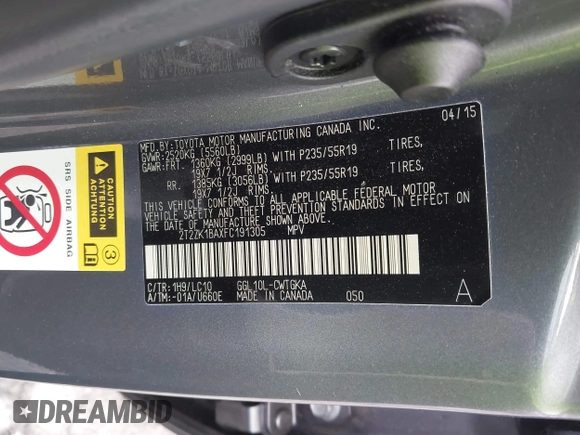 MFD. BY: TOYOTA MOTOR MANUFACTURING CANADA INC. 04/15
GVWR: 2520KG (5560LB)
GAWR: FRT. 1360KG (2999LB) WITH P235/55R19 TIRES,
19X7 1/2J RIMS
RR. 1385KG (3056LB) WITH P235/55R19 TIRES,
19X7 1/2J RIMS
THIS VEHICLE CONFORMS TO ALL APPLICABLE FEDERAL MOTOR
VEHICLE SAFETY AND THEFT PREVENTION STANDARDS IN EFFECT ON
THE DATE OF MANUFACTURE SHOWN ABOVE.
2T2ZK1BAXFC191305 MPV
C/TR: 1H9/LC10 GGL10L-CWTGKA
A/TM:-01A/U660E MADE IN CANADA 050 A
SRS SIDE AIRBAG
CAUTION
3
DREAMBID